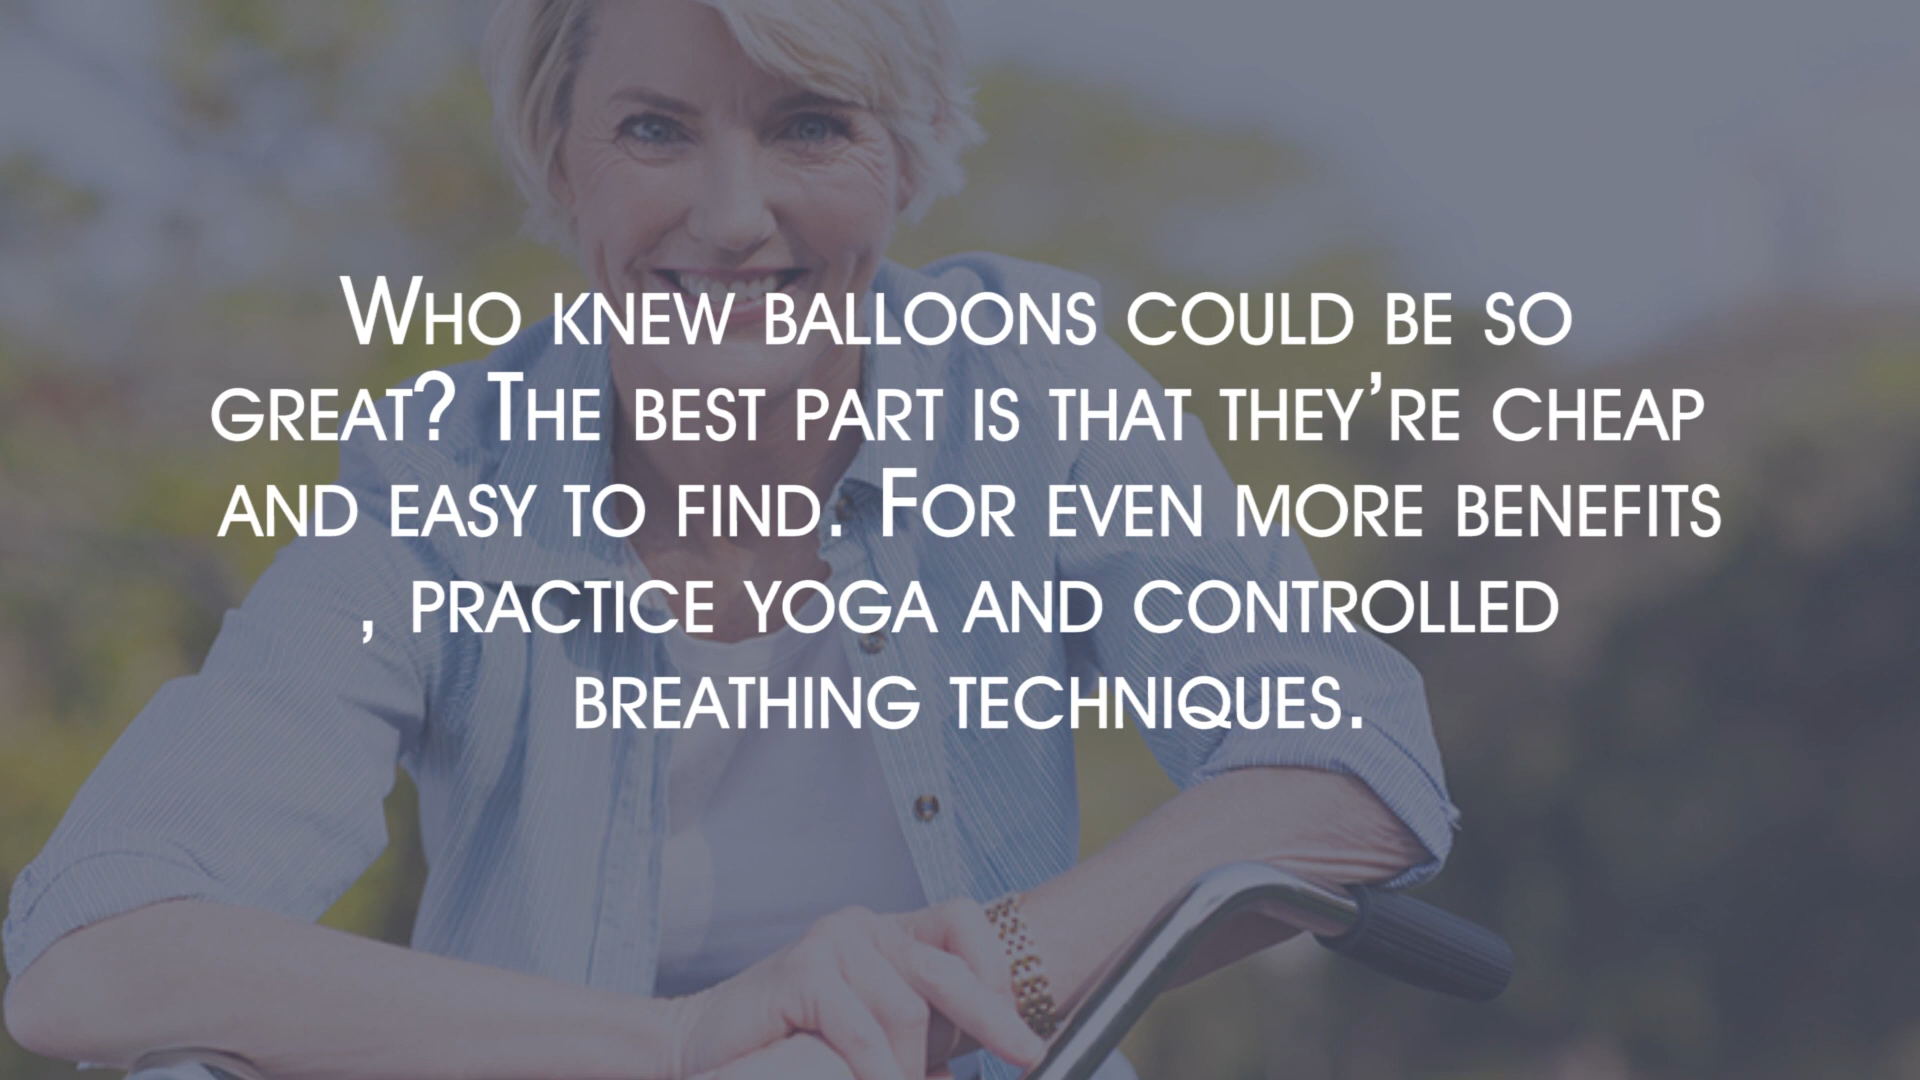 Who knew balloons could be so
great? The best part is that they're cheap
and easy to find. For even more benefits
, practice yoga and controlled
breathing techniques.